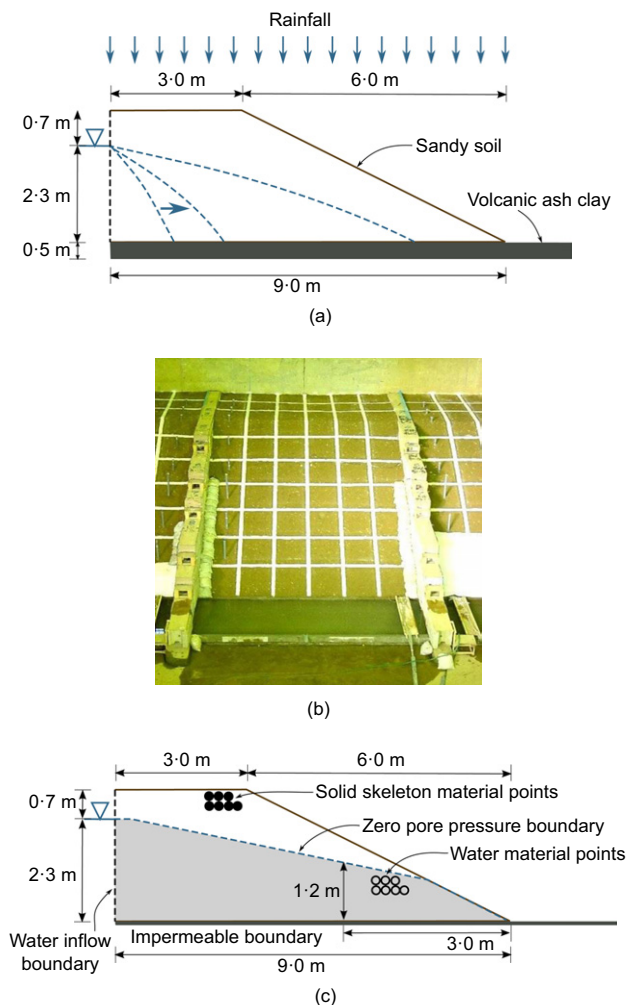 Rainfall
3·0 m
6·0 m
0·7 m
Sandy soil
2·3 m
Volcanic ash clay
0·5 m
9·0 m
(a)
(b)
3·0 m
6·0 m
0·7 m
Solid skeleton material points
Zero pore pressure boundary
Water material points
2·3 m
1·2 m
Water inflow
boundary
Impermeable boundary
3·0 m
9·0 m
(c)